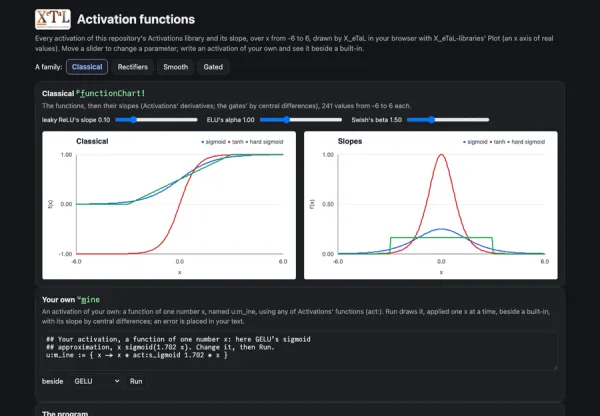 XeTaL
Activation functions
Every activation of this repository's Activations library and its slope, over x from -6 to 6, drawn by X_eTaL in your browser with X_eTaL-libraries' Plot (an x axis of real
values). Move a slider to change a parameter; write an activation of your own and see it beside a built-in.
A family: Classical Rectifiers Smooth Gated
Classical ᴾfunctionChart!
The functions, then their slopes (Activations' derivatives; the gates' by central differences), 241 values from -6 to 6 each.
leaky ReLU's slope 0.10 ELU's alpha 1.00 Swish's beta 1.50
Classical
sigmoid tanh hard sigmoid
1.00
0.00
-1.00
f(x)
-6.0 0.0 6.0
x
Slopes
sigmoid tanh hard sigmoid
1.00
0.50
0.00
f'(x)
-6.0 0.0 6.0
x
Your own ᵘmine
An activation of your own: a function of one number x, named u:m_ine, using any of Activations' functions (act:). Run draws it, applied one x at a time, beside a built-in,
with its slope by central differences; an error is placed in your text.
## Your activation, a function of one number x: here GELU's sigmoid
## approximation, x sigmoid(1.702 x). Change it, then Run.
u:m_ine := { x → x * act:s_igmoid 1.702 * x }
beside GELU Run
The program